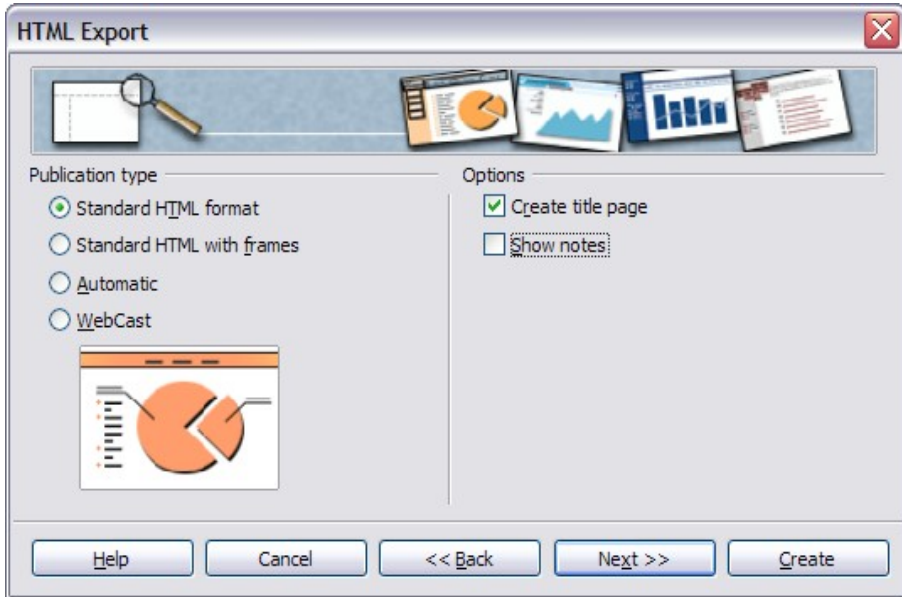 HTML Export
Publication type
Standard HTML format
Standard HTML with frames
Automatic
WebCast
Options
Create title page
Show notes
Help
Cancel
<< Back
Next >>
Create